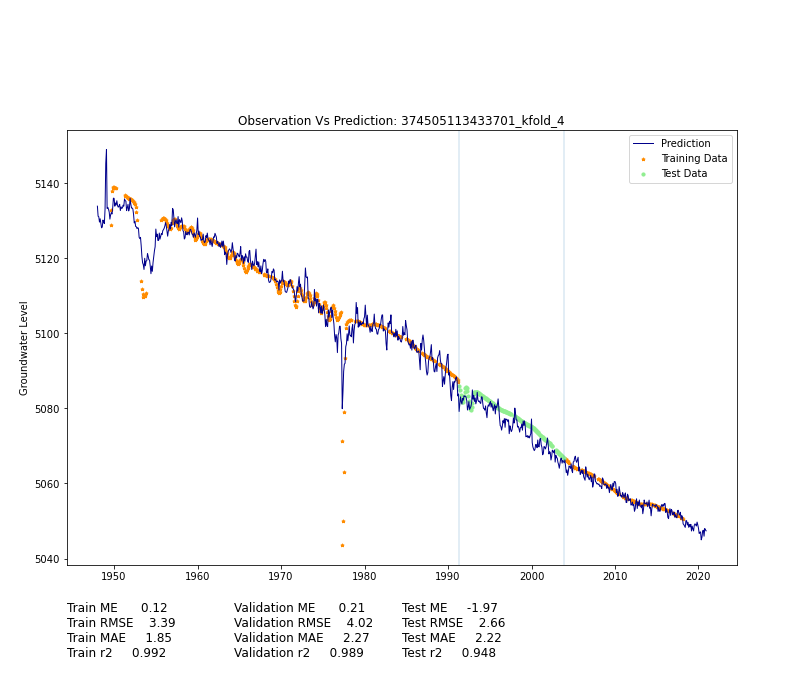 Observation Vs Prediction: 374505113433701_kfold_4
Prediction
Training Data
Test Data
Groundwater Level
5140
5120
5100
5080
5060
5040
1950 1960 1970 1980 1990 2000 2010 2020
Train ME 0.12 Validation ME 0.21 Test ME -1.97
Train RMSE 3.39 Validation RMSE 4.02 Test RMSE 2.66
Train MAE 1.85 Validation MAE 2.27 Test MAE 2.22
Train r2 0.992 Validation r2 0.989 Test r2 0.948